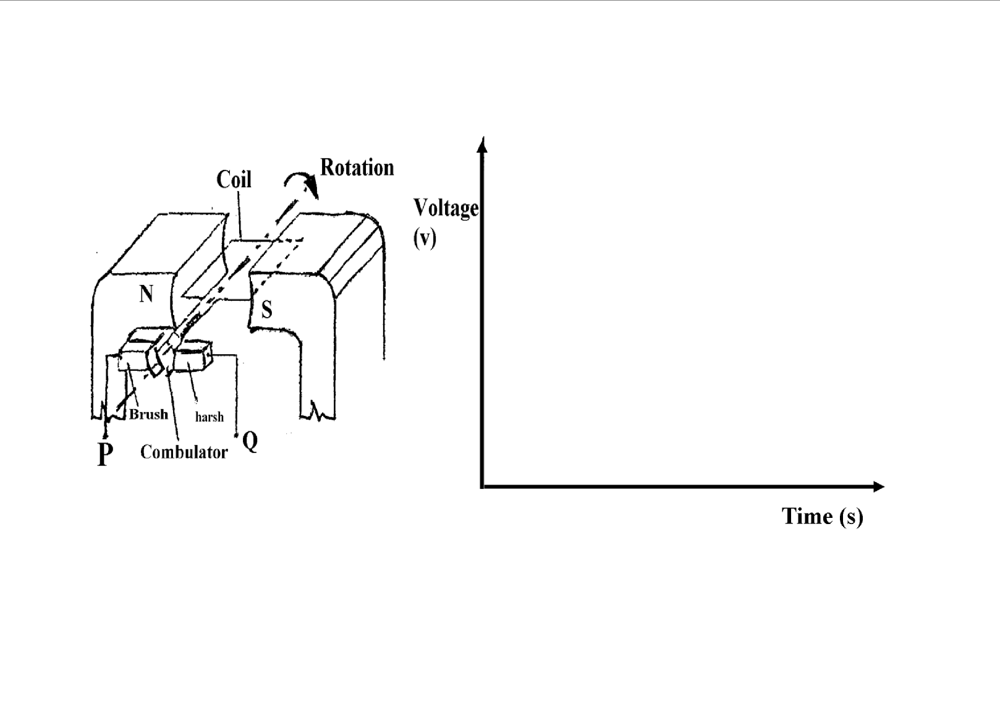 Rotation
Coil
Voltage
(v)
N
S
Brush
harsh
P
Combulator
Q
Time (s)